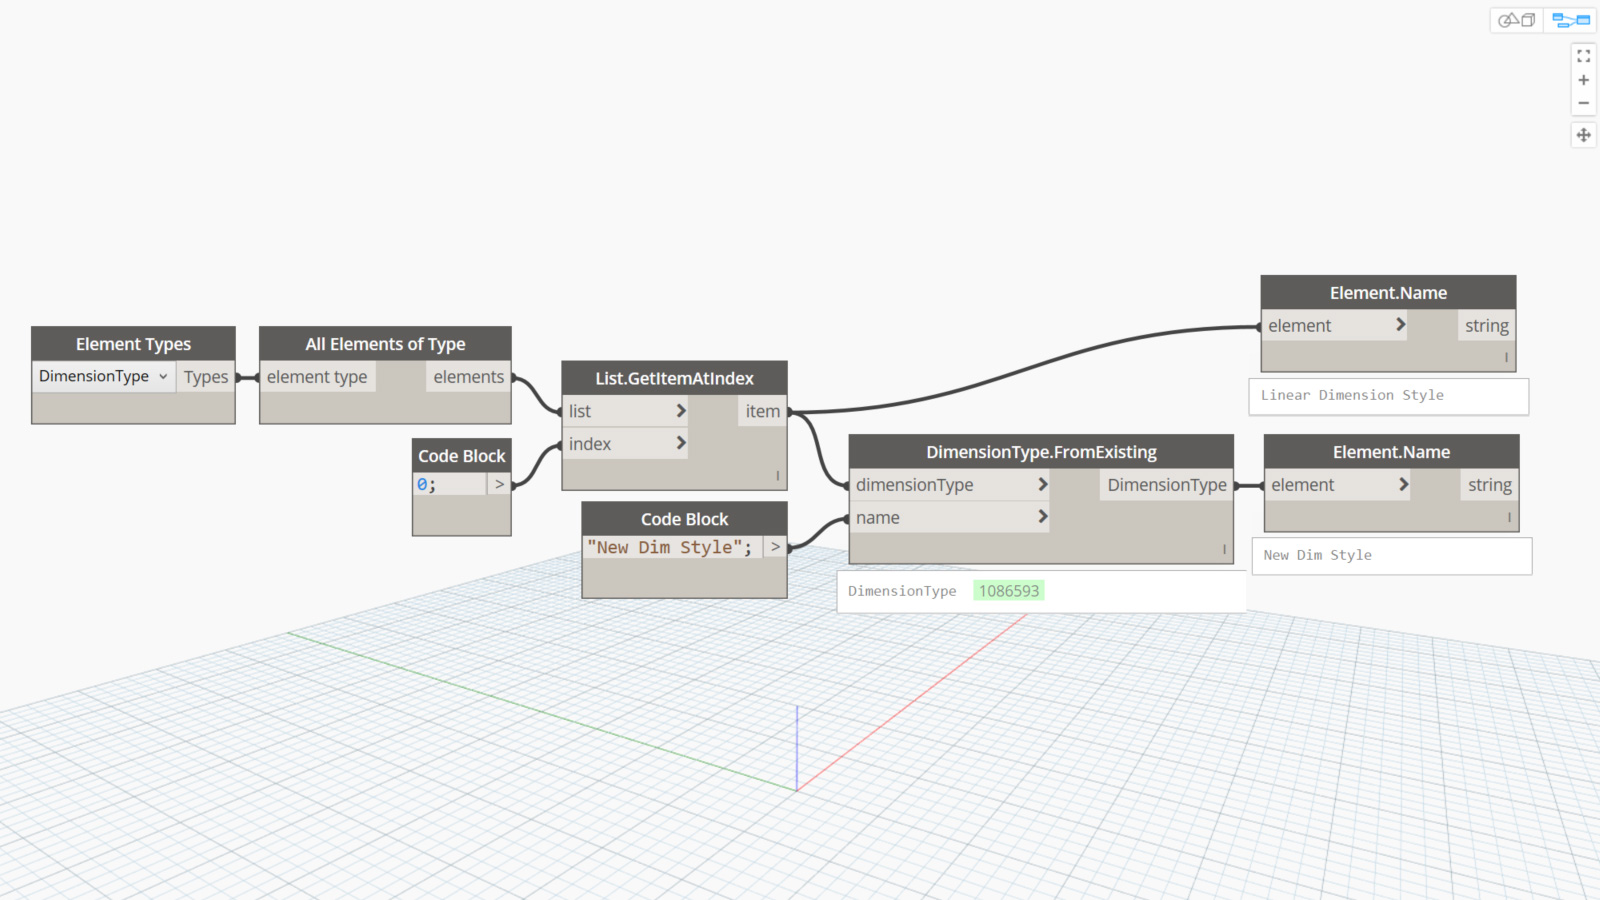 Element Types
DimensionType Types
All Elements of Type
element type elements
Code Block
0; >
List.GetItemAtIndex
list > item
index >
Code Block
"New Dim Style"; >
DimensionType.FromExisting
dimensionType > DimensionType
name >
DimensionType 1086593
Element.Name
element > string
Linear Dimension Style
Element.Name
element > string
New Dim Style